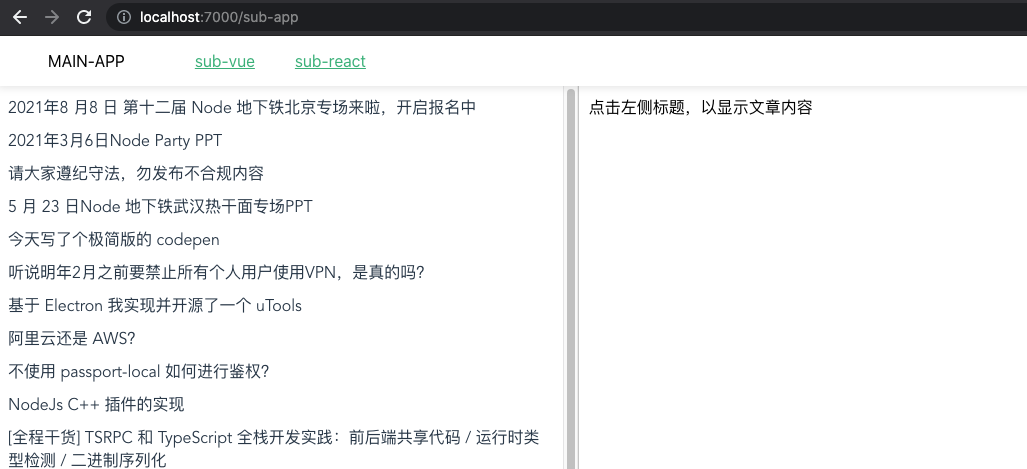 localhost:7000/sub-app
MAIN-APP sub-vue sub-react
2021年8 月8 日 第十二届 Node 地下铁北京专场来啦，开启报名中
2021年3月6日Node Party PPT
请大家遵纪守法，勿发布不合规内容
5 月 23 日Node 地下铁武汉热干面专场PPT
今天写了个极简版的 codepen
听说明年2月之前要禁止所有个人用户使用VPN，是真的吗？
基于 Electron 我实现并开源了一个 uTools
阿里云还是 AWS？
不使用 passport-local 如何进行鉴权？
NodeJs C++ 插件的实现
[全程干货] TSRPC 和 TypeScript 全栈开发实践：前后端共享代码 / 运行时类
型检测 / 二进制序列化
点击左侧标题，以显示文章内容